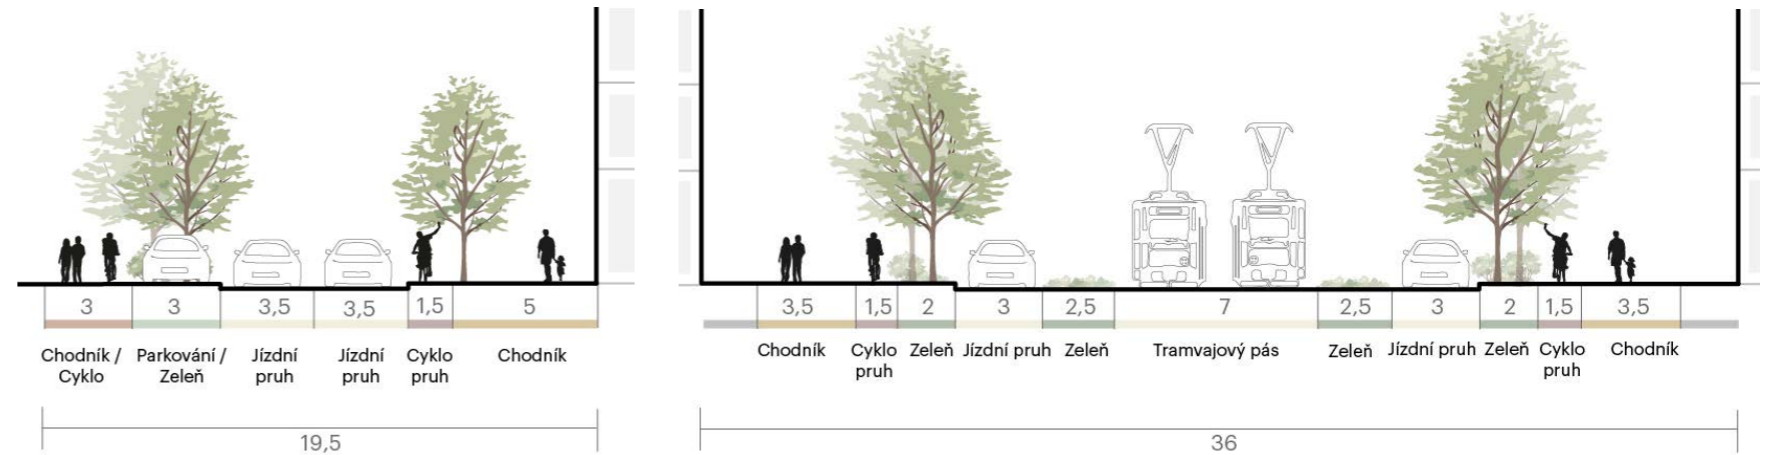 3 3 3,5 3,5 1,5 5
Chodník / Parkování / Jízdní Jízdní Cyklo Chodník
Cyklo Zeleň pruh pruh pruh
19,5
3,5 1,5 2 3 2,5 7 2,5 3 2 1,5 3,5
Chodník Cyklo Zeleň Jízdní pruh Zeleň Tramvajový pás Zeleň Jízdní pruh Zeleň Cyklo Chodník
pruh pruh
36